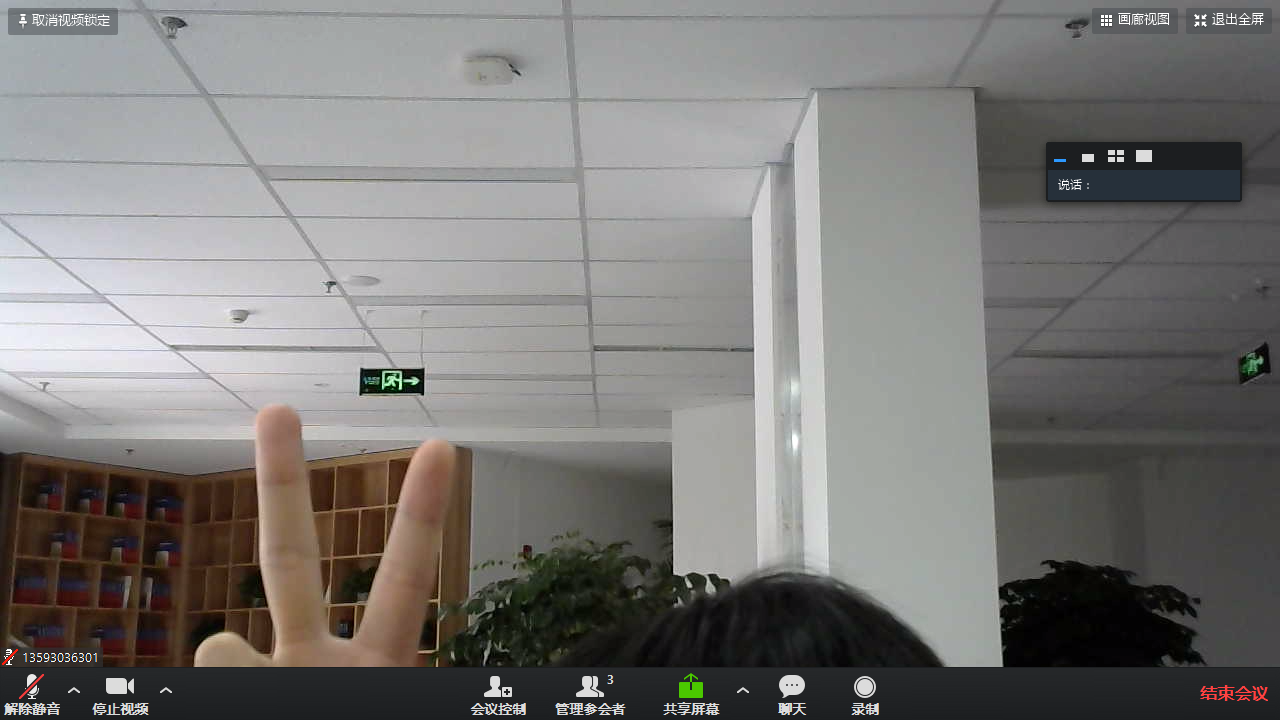 取消视频锁定
画廊视图
退出全屏
说话：
13593036301
解除静音
停止视频
会议控制
管理参会者
3
共享屏幕
聊天
录制
结束会议